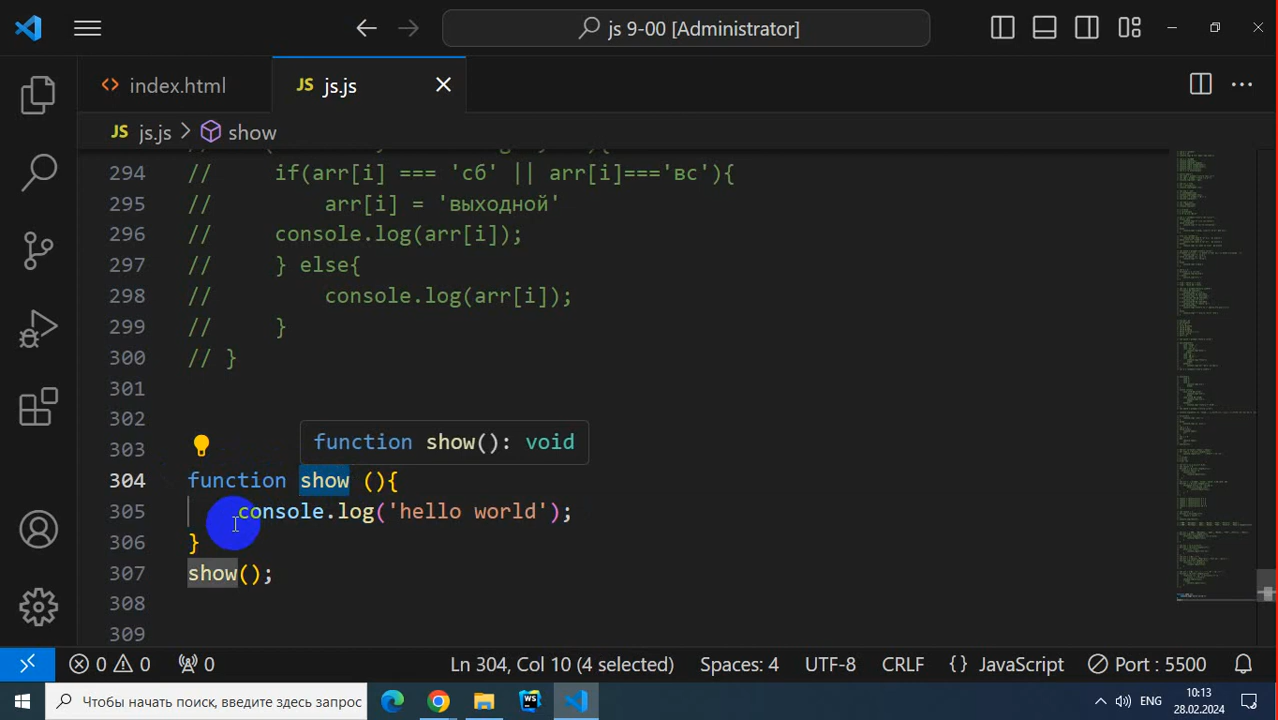 js 9-00 [Administrator]
index.html
JS js.js
JS js.js > show
294 //     if(arr[i] === 'сб' || arr[i]==='вс'){
295 //         arr[i] = 'выходной'
296 //     console.log(arr[i]);
297 //     } else{
298 //         console.log(arr[i]);
299 //     }
300 // }
301
302
303
function show(): void
304 function show (){
305     console.log('hello world');
306 }
307 show();
308
309
0 0 0 Ln 304, Col 10 (4 selected) Spaces: 4 UTF-8 CRLF {} JavaScript Port : 5500
Чтобы начать поиск, введите здесь запрос
WS
ENG
10:13
28.02.2024